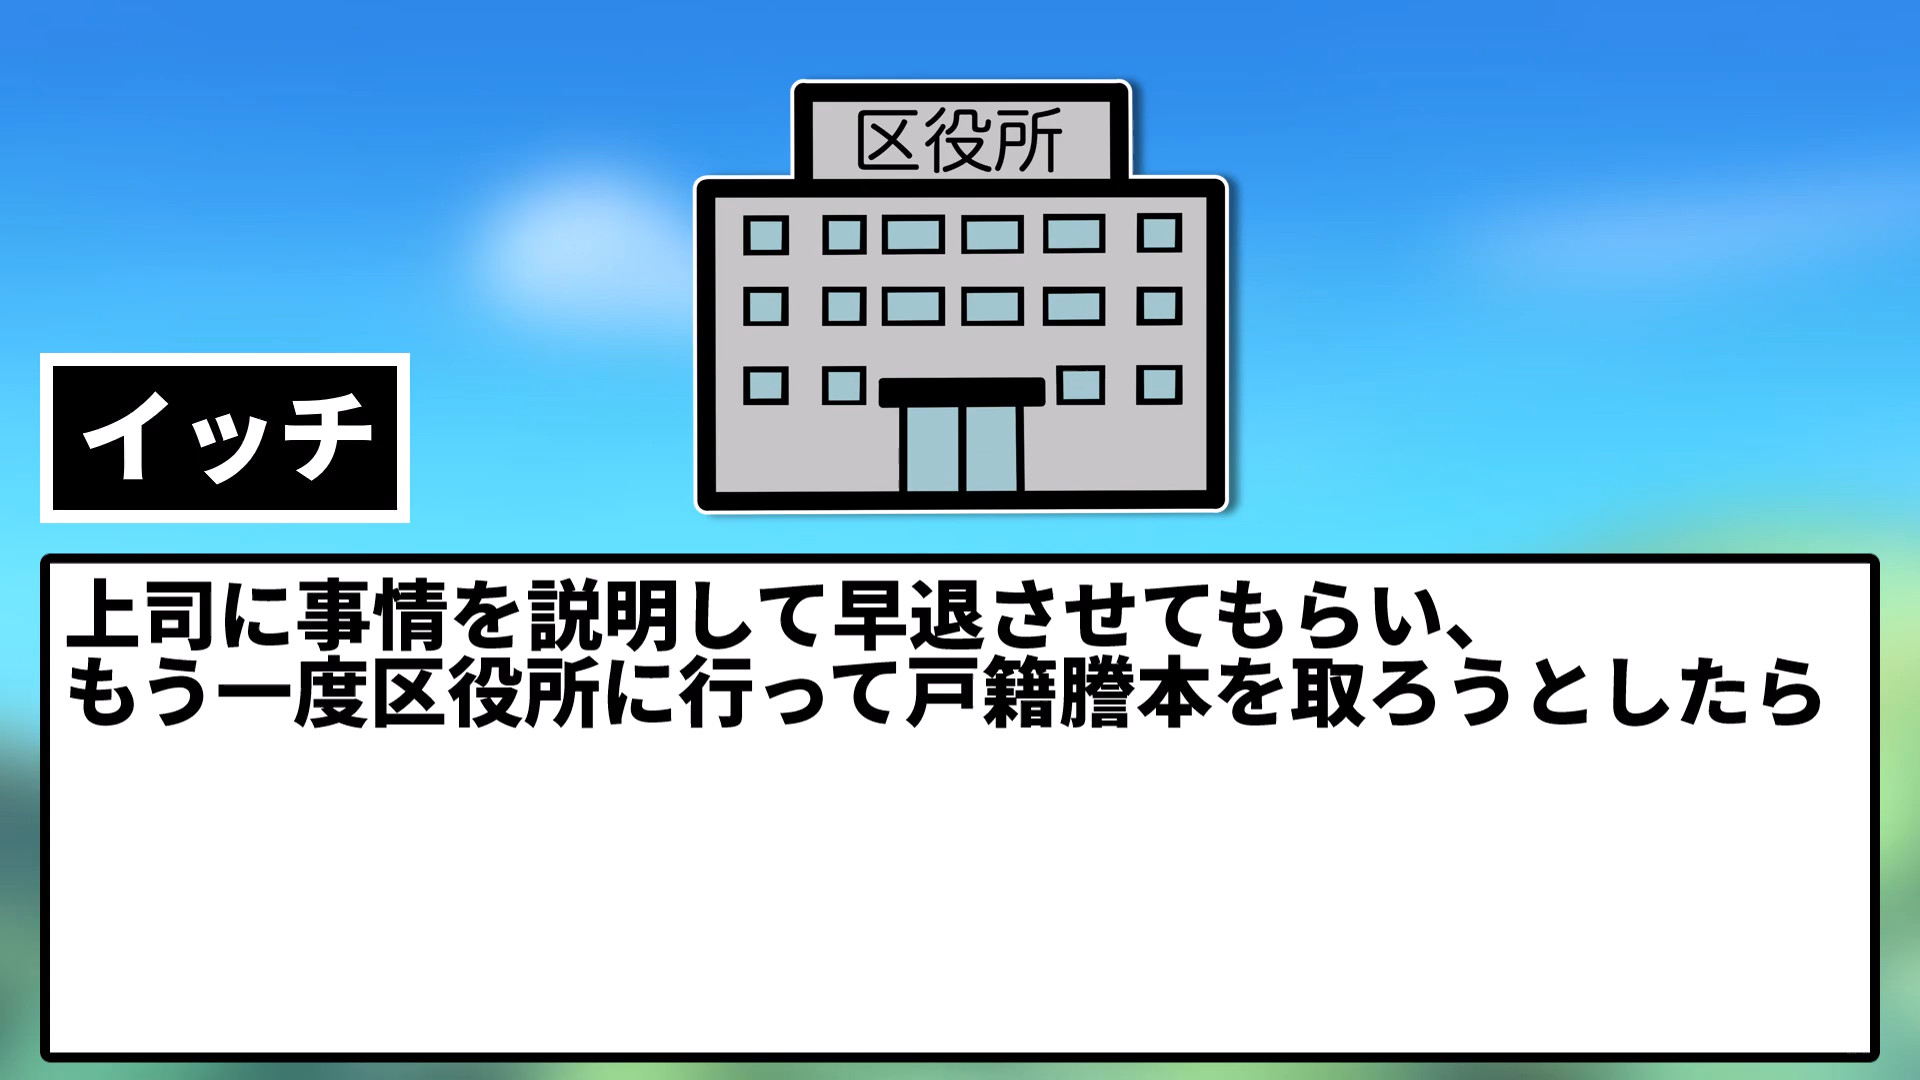 区役所
イッチ
上司に事情を説明して早退させてもらい、
もう一度区役所に行って戸籍謄本を取ろうとしたら